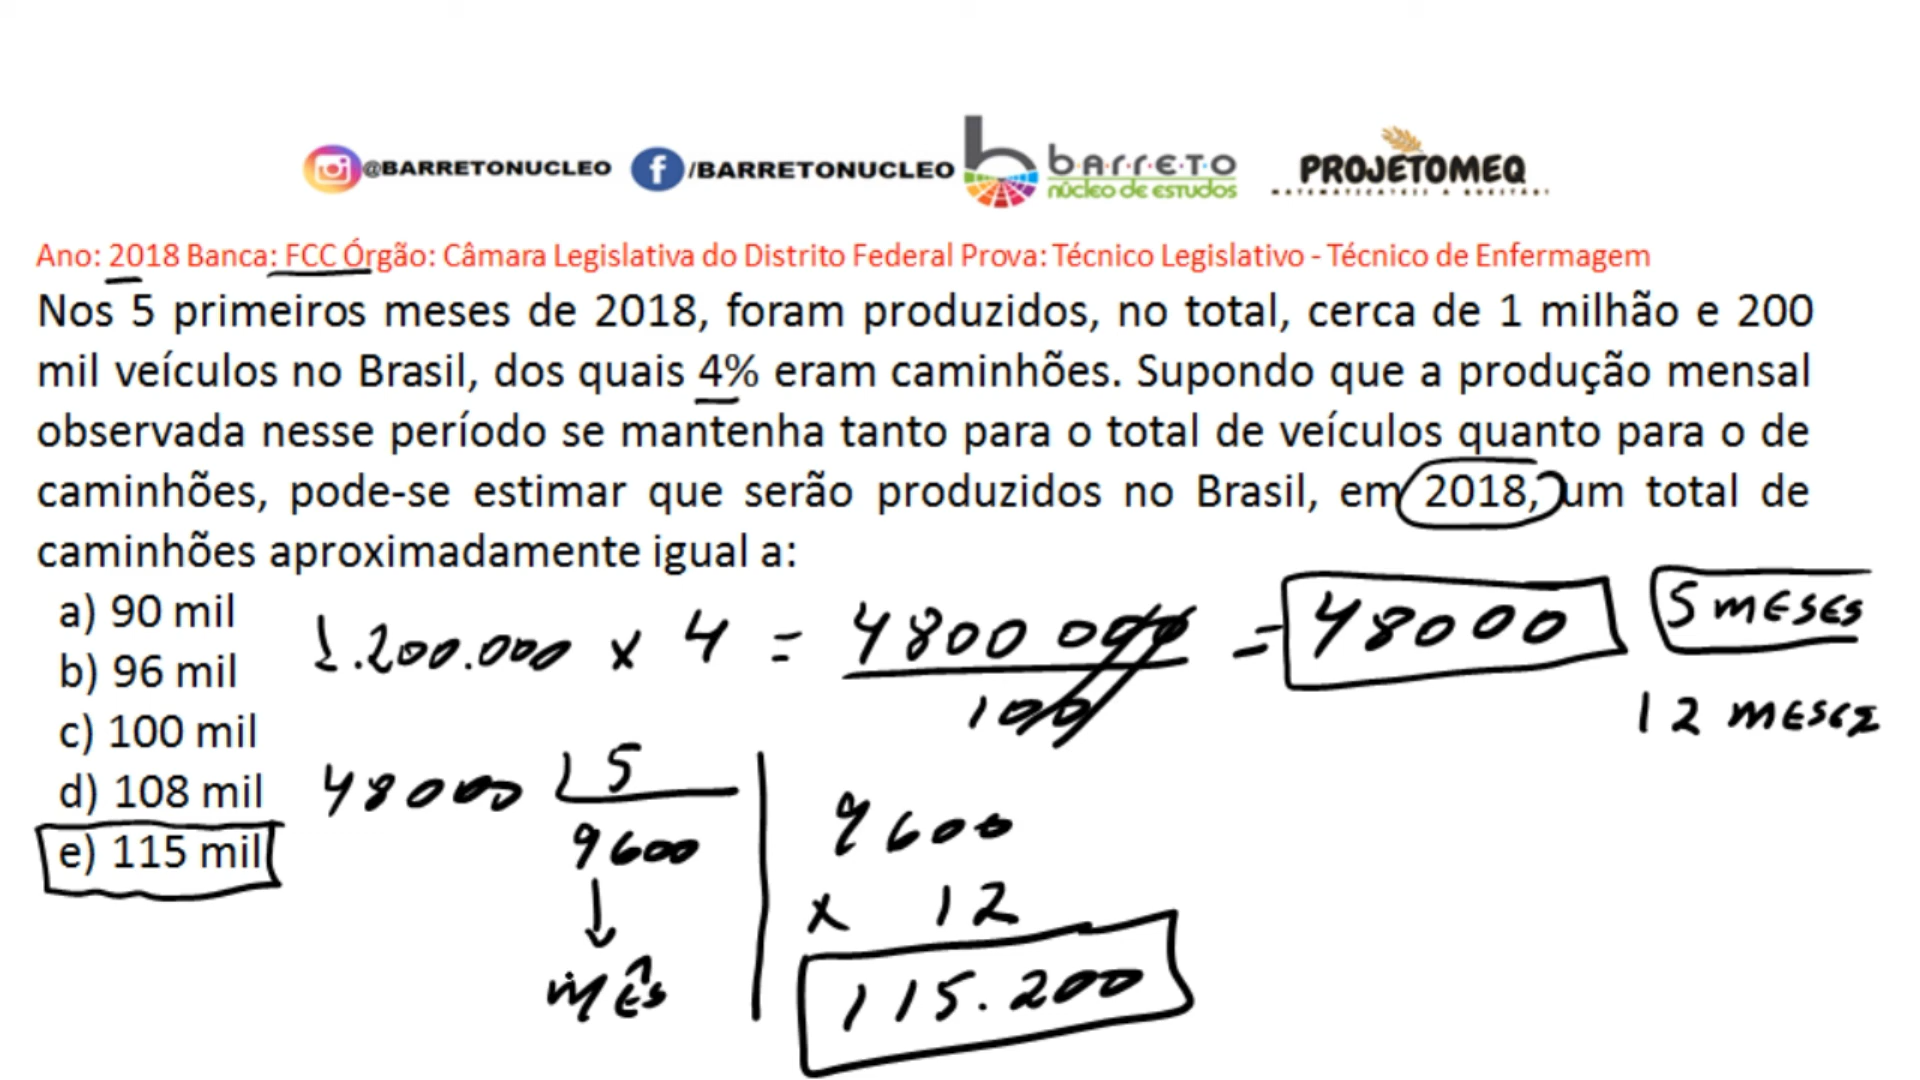 @BARRETONUCLEO /BARRETONUCLEO b BARRETO PROJETOMEQ
núcleo de estudos
Ano: 2018 Banca: FCC Órgão: Câmara Legislativa do Distrito Federal Prova: Técnico Legislativo - Técnico de Enfermagem
Nos 5 primeiros meses de 2018, foram produzidos, no total, cerca de 1 milhão e 200
mil veículos no Brasil, dos quais 4% eram caminhões. Supondo que a produção mensal
observada nesse período se mantenha tanto para o total de veículos quanto para o de
caminhões, pode-se estimar que serão produzidos no Brasil, em 2018, um total de
caminhões aproximadamente igual a:
a) 90 mil
b) 96 mil
c) 100 mil
d) 108 mil
e) 115 mil
1.200.000 x 4 = 4800 000 = 48000 5 MESES
100
12 MESES
48000 5
9600
MÊS
9600
x 12
115.200